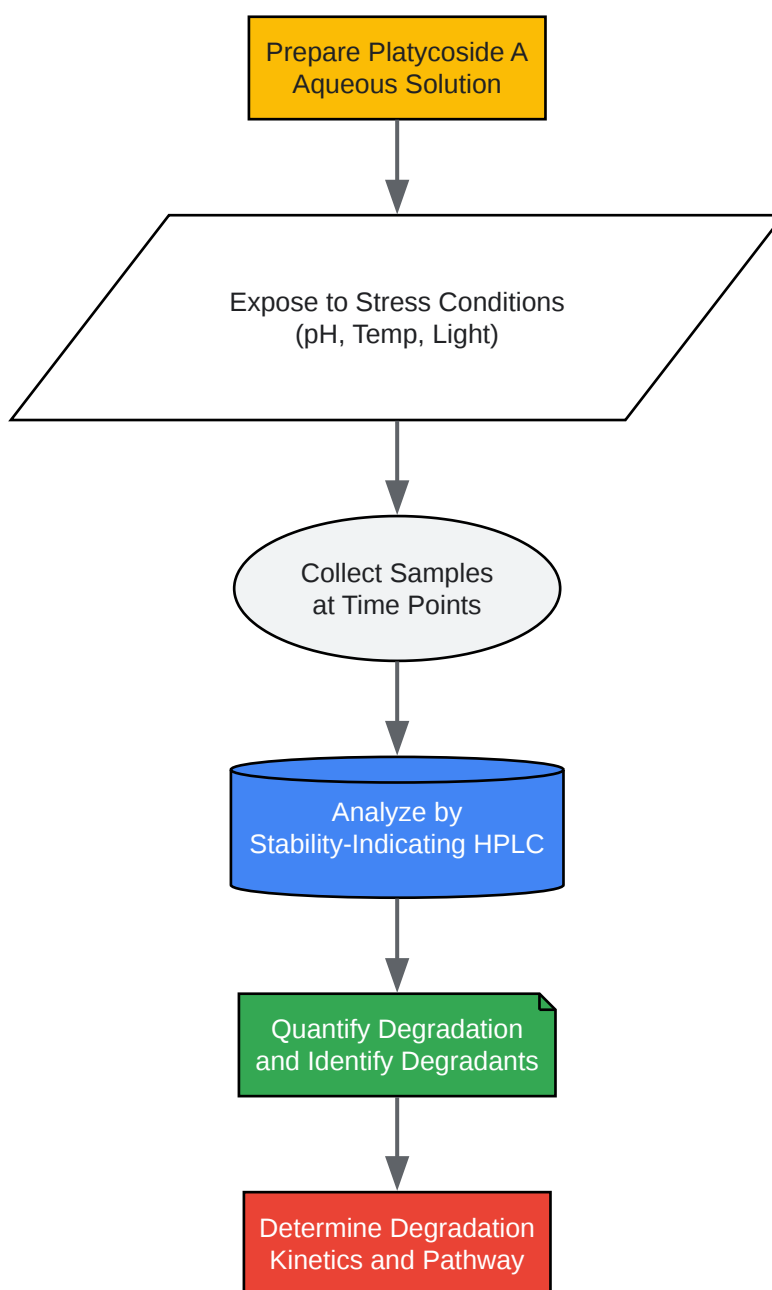 Prepare Platycoside A
Aqueous Solution
Expose to Stress Conditions
(pH, Temp, Light)
Collect Samples
at Time Points
Analyze by
Stability-Indicating HPLC
Quantify Degradation
and Identify Degradants
Determine Degradation
Kinetics and Pathway